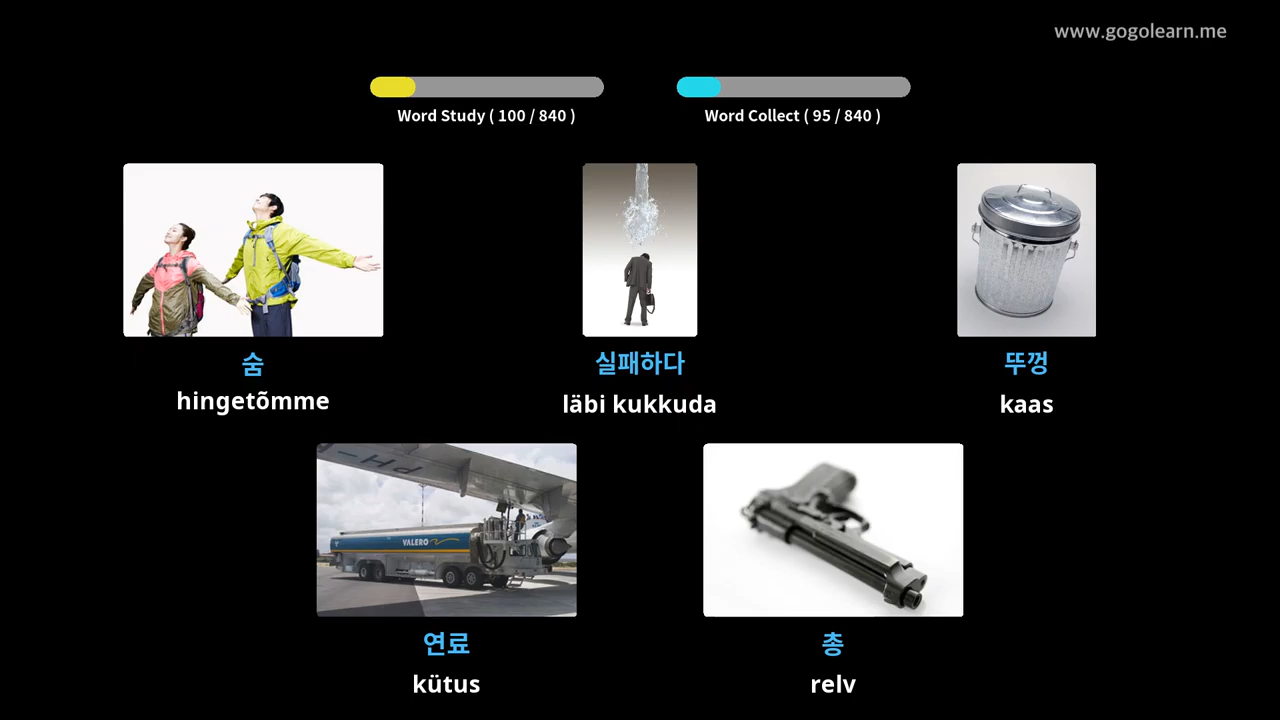 www.gogolearn.me
Word Study ( 100 / 840 )
Word Collect ( 95 / 840 )
숨
hingetõmme
실패하다
läbi kukkuda
뚜껑
kaas
PH-
VALERO
연료
kütus
총
relv